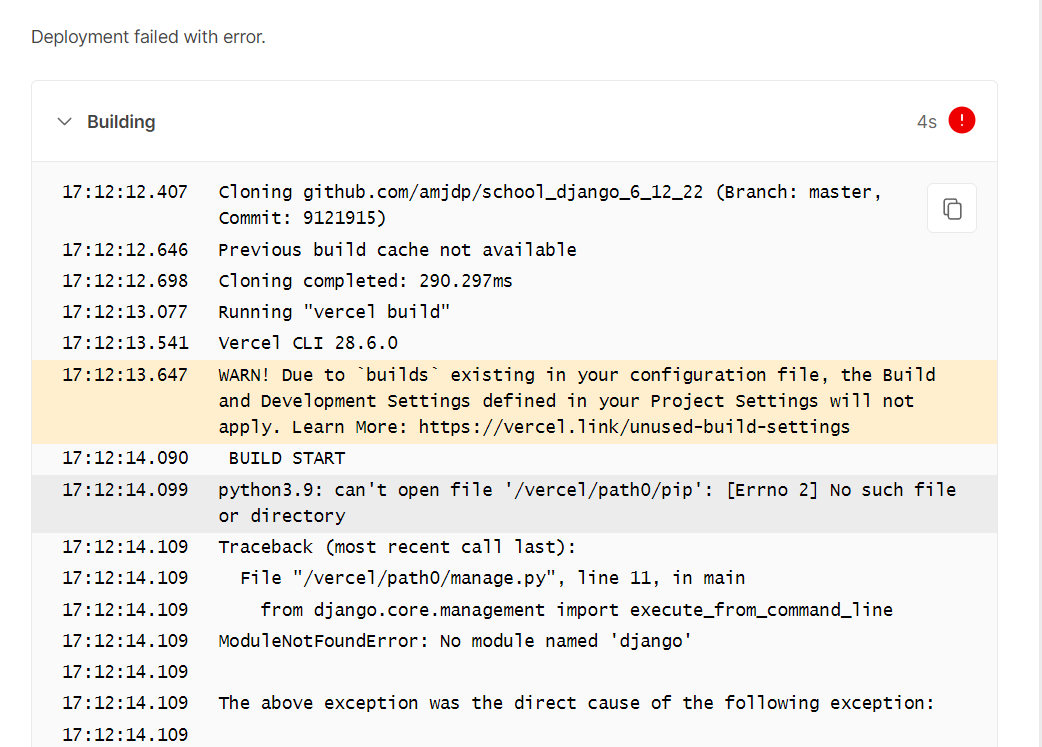 Deployment failed with error.
Building
4s
17:12:12.407 Cloning github.com/amjdp/school_django_6_12_22 (Branch: master,
Commit: 9121915)
17:12:12.646 Previous build cache not available
17:12:12.698 Cloning completed: 290.297ms
17:12:13.077 Running "vercel build"
17:12:13.541 Vercel CLI 28.6.0
17:12:13.647 WARN! Due to `builds` existing in your configuration file, the Build
and Development Settings defined in your Project Settings will not
apply. Learn More: https://vercel.link/unused-build-settings
17:12:14.090 BUILD START
17:12:14.099 python3.9: can't open file '/vercel/path0/pip': [Errno 2] No such file
or directory
17:12:14.109 Traceback (most recent call last):
17:12:14.109 File "/vercel/path0/manage.py", line 11, in main
17:12:14.109 from django.core.management import execute_from_command_line
17:12:14.109 ModuleNotFoundError: No module named 'django'
17:12:14.109
17:12:14.109 The above exception was the direct cause of the following exception:
17:12:14.109